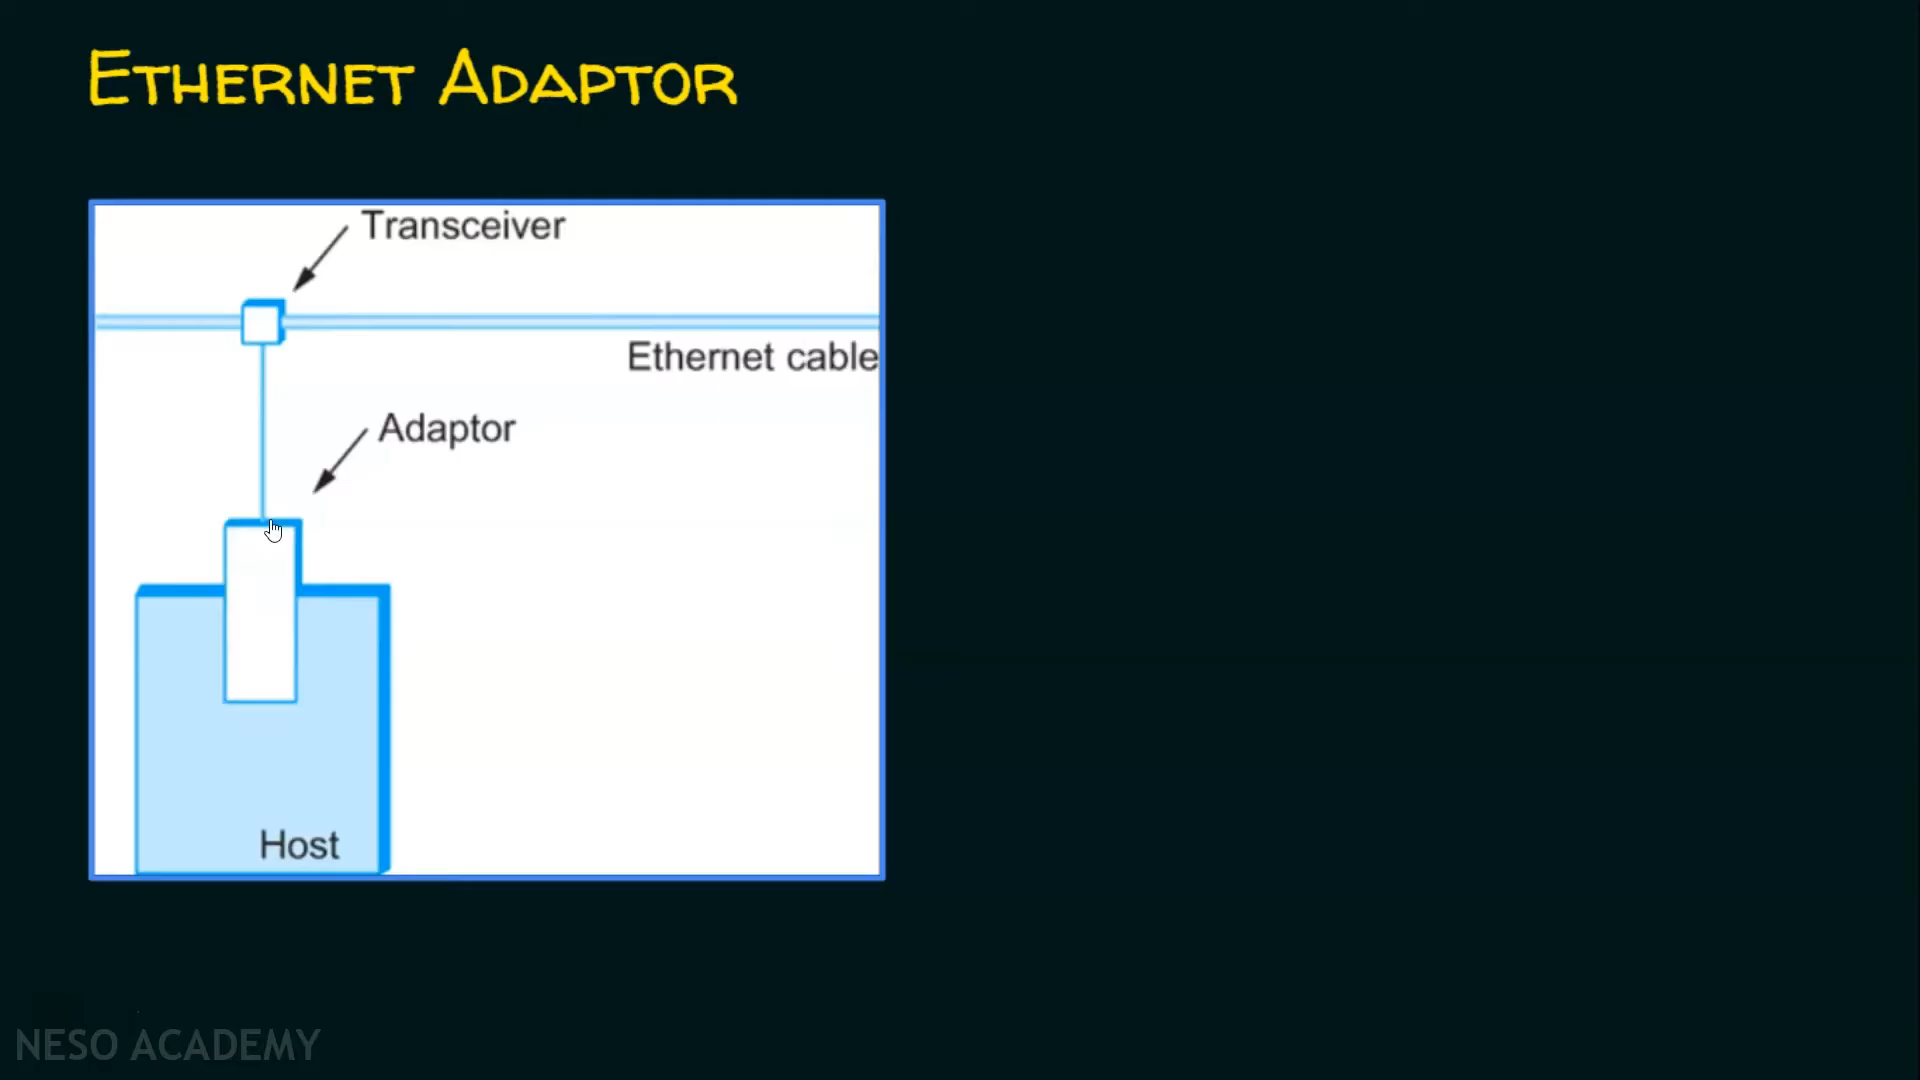 ETHERNET ADAPTOR
Transceiver
Ethernet cable
Adaptor
Host
NESO ACADEMY